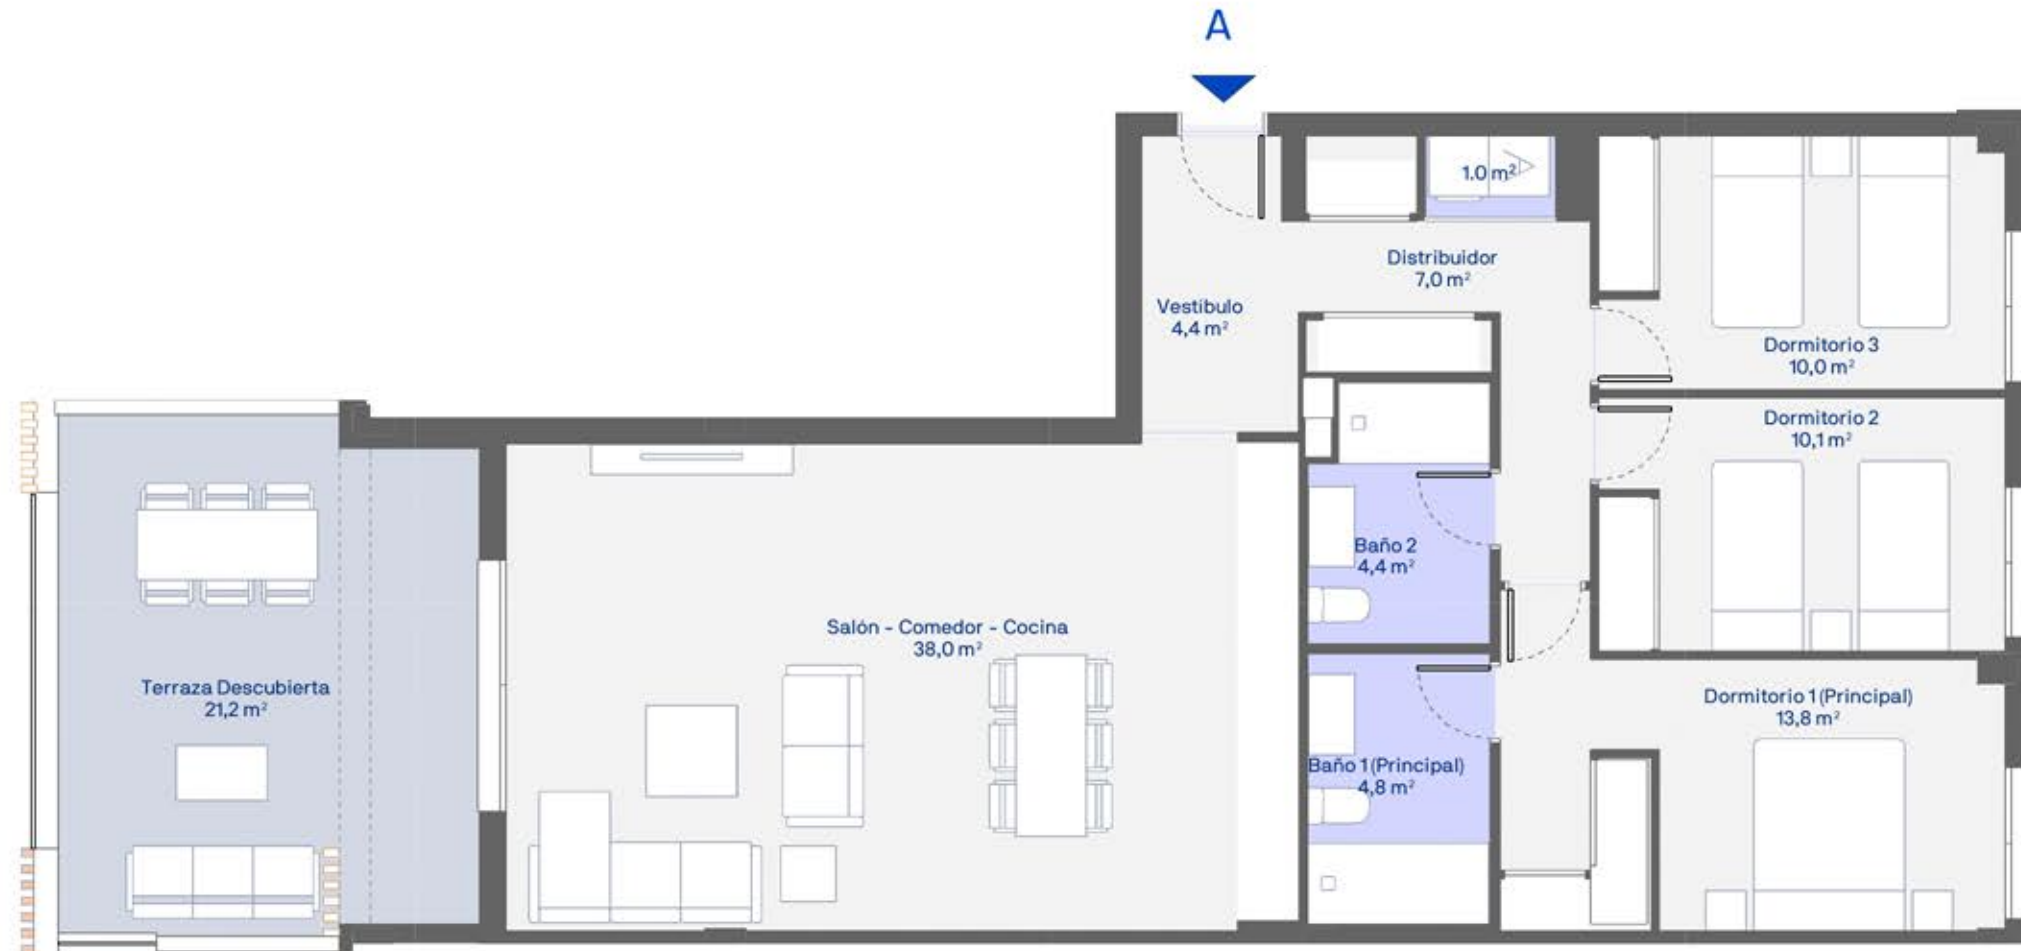 A
1.0 m²
Distribuidor
7,0 m²
Vestíbulo
4,4 m²
Dormitorio 3
10,0 m²
Dormitorio 2
10,1 m²
Baño 2
4,4 m²
Salón - Comedor - Cocina
38,0 m²
Terraza Descubierta
21,2 m²
Dormitorio 1 (Principal)
13,8 m²
Baño 1 (Principal)
4,8 m²